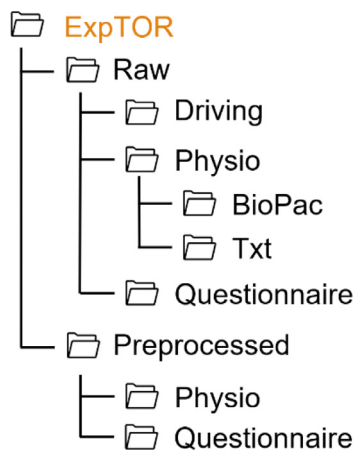 ExpTOR
Raw
Driving
Physio
BioPac
Txt
Questionnaire
Preprocessed
Physio
Questionnaire